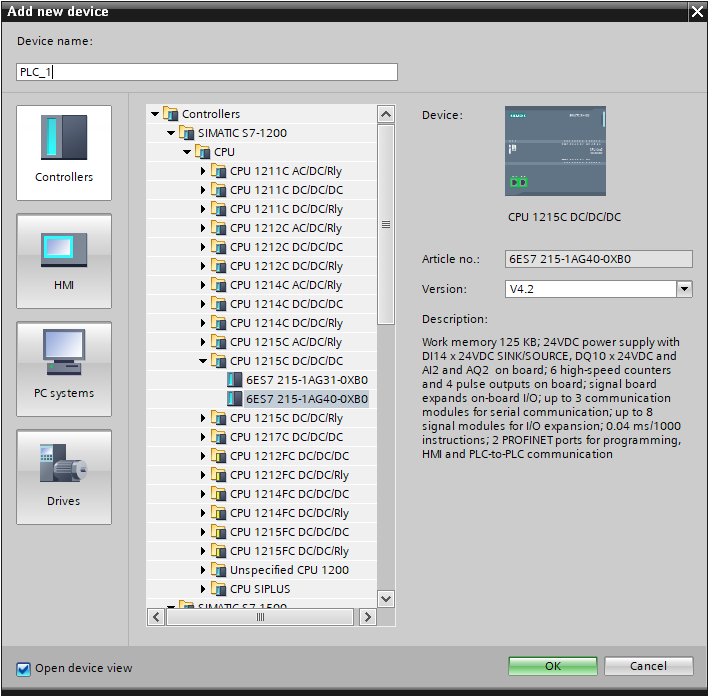 Add new device
Device name:
PLC_1
Controllers
HMI
PC systems
Drives
Controllers
SIMATIC S7-1200
CPU
CPU 1211C AC/DC/Rly
CPU 1211C DC/DC/DC
CPU 1211C DC/DC/Rly
CPU 1212C AC/DC/Rly
CPU 1212C DC/DC/DC
CPU 1212C DC/DC/Rly
CPU 1214C AC/DC/Rly
CPU 1214C DC/DC/DC
CPU 1214C DC/DC/Rly
CPU 1215C AC/DC/Rly
CPU 1215C DC/DC/DC
6ES7 215-1AG31-0XB0
6ES7 215-1AG40-0XB0
CPU 1215C DC/DC/Rly
CPU 1217C DC/DC/DC
CPU 1212FC DC/DC/DC
CPU 1212FC DC/DC/Rly
CPU 1214FC DC/DC/DC
CPU 1214FC DC/DC/Rly
CPU 1215FC DC/DC/DC
CPU 1215FC DC/DC/Rly
Unspecified CPU 1200
CPU SIPLUS
SIMATIC S7-1500
Device:
SIEMENS
CPU 1215C DC/DC/DC
Article no.:
6ES7 215-1AG40-0XB0
Version:
V4.2
Description:
Work memory 125 KB; 24VDC power supply with
DI14 x 24VDC SINK/SOURCE, DQ10 x 24VDC and
AI2 and AQ2 on board; 6 high-speed counters
and 4 pulse outputs on board; signal board
expands on-board I/O; up to 3 communication
modules for serial communication; up to 8
signal modules for I/O expansion; 0.04 ms/1000
instructions; 2 PROFINET ports for programming,
HMI and PLC-to-PLC communication
Open device view
OK
Cancel